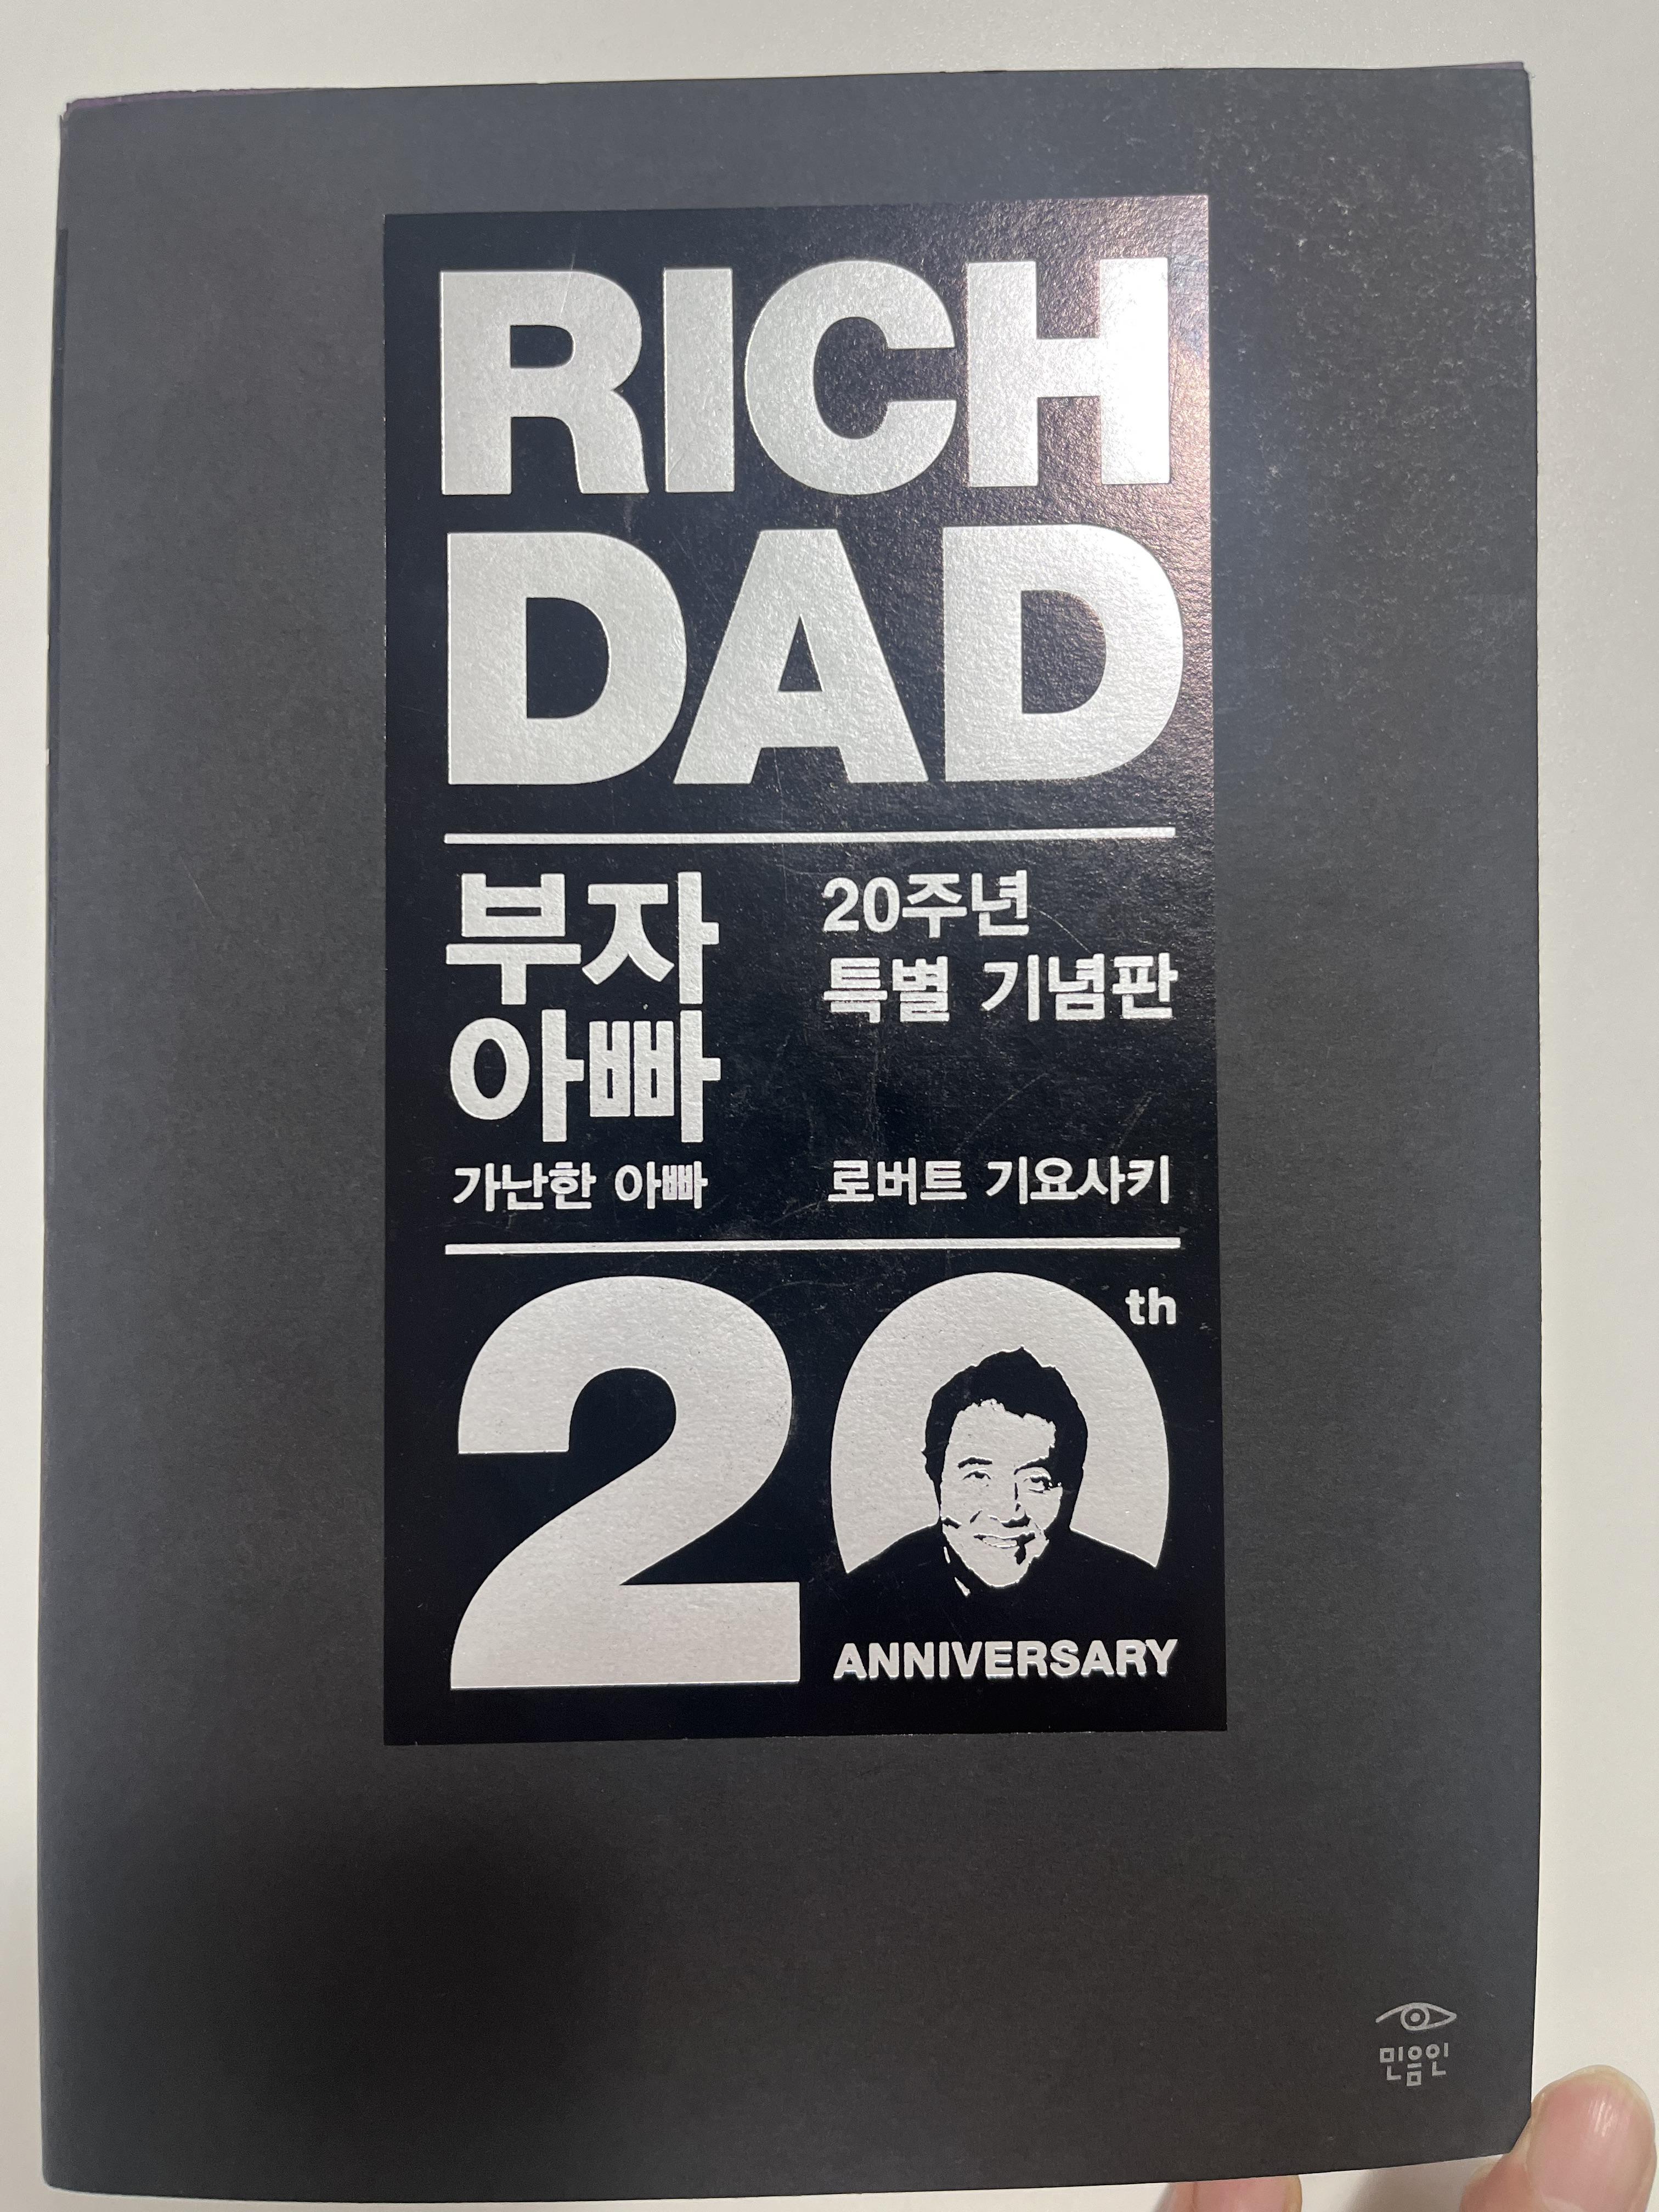 RICH
DAD
부자
아빠
가난한 아빠
20주년
특별 기념판
로버트 기요사키
20th
ANNIVERSARY
민음인